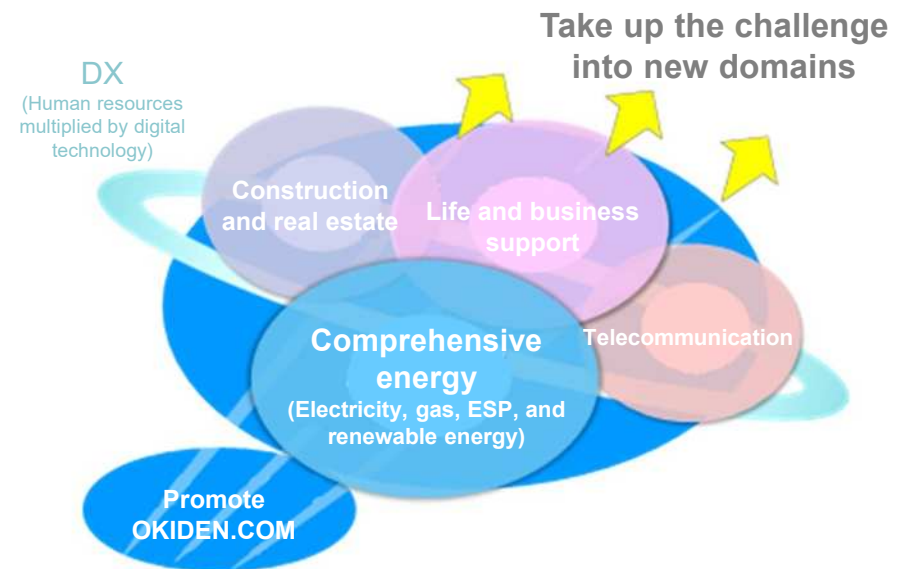 Take up the challenge
into new domains
DX
(Human resources
multiplied by digital
technology)
Construction
and real estate
Life and business
support
Telecommunication
Comprehensive
energy
(Electricity, gas, ESP, and
renewable energy)
Promote
OKIDEN.COM